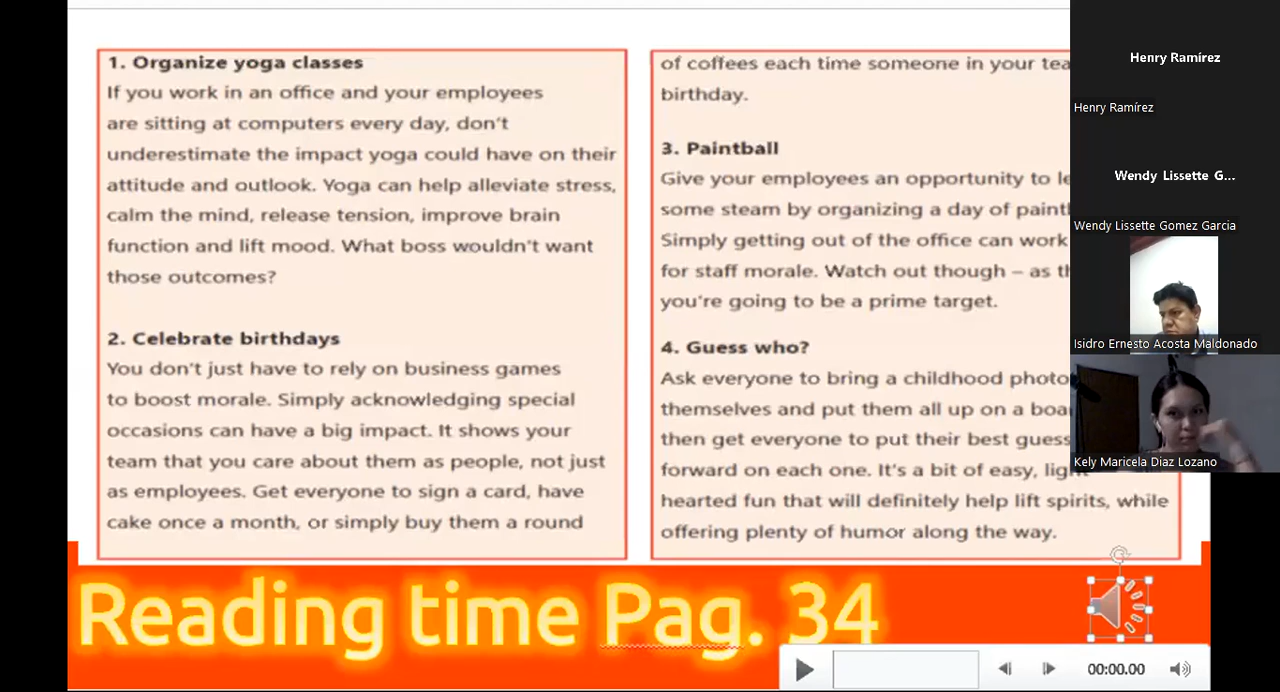 1. Organize yoga classes
If you work in an office and your employees
are sitting at computers every day, don't
underestimate the impact yoga could have on their
attitude and outlook. Yoga can help alleviate stress,
calm the mind, release tension, improve brain
function and lift mood. What boss wouldn't want
those outcomes?
2. Celebrate birthdays
You don't just have to rely on business games
to boost morale. Simply acknowledging special
occasions can have a big impact. It shows your
team that you care about them as people, not just
as employees. Get everyone to sign a card, have
cake once a month, or simply buy them a round
of coffees each time someone in your
birthday.
3. Paintball
Give your employees an opportunity to
some steam by organizing a day of
Simply getting out of the office can work
for staff morale. Watch out though – as
you're going to be a prime target.
4. Guess who?
Ask everyone to bring a childhood photo
themselves and put them all up on a
then get everyone to put their best guess
forward on each one. It's a bit of easy,
hearted fun that will definitely help lift spirits, while
offering plenty of humor along the way.
Reading time Pag. 34
00:00.00
Henry Ramírez
Henry Ramírez
Wendy Lissette G...
Wendy Lissette Gomez Garcia
Isidro Ernesto Acosta Maldonado
Kely Maricela Diaz Lozano